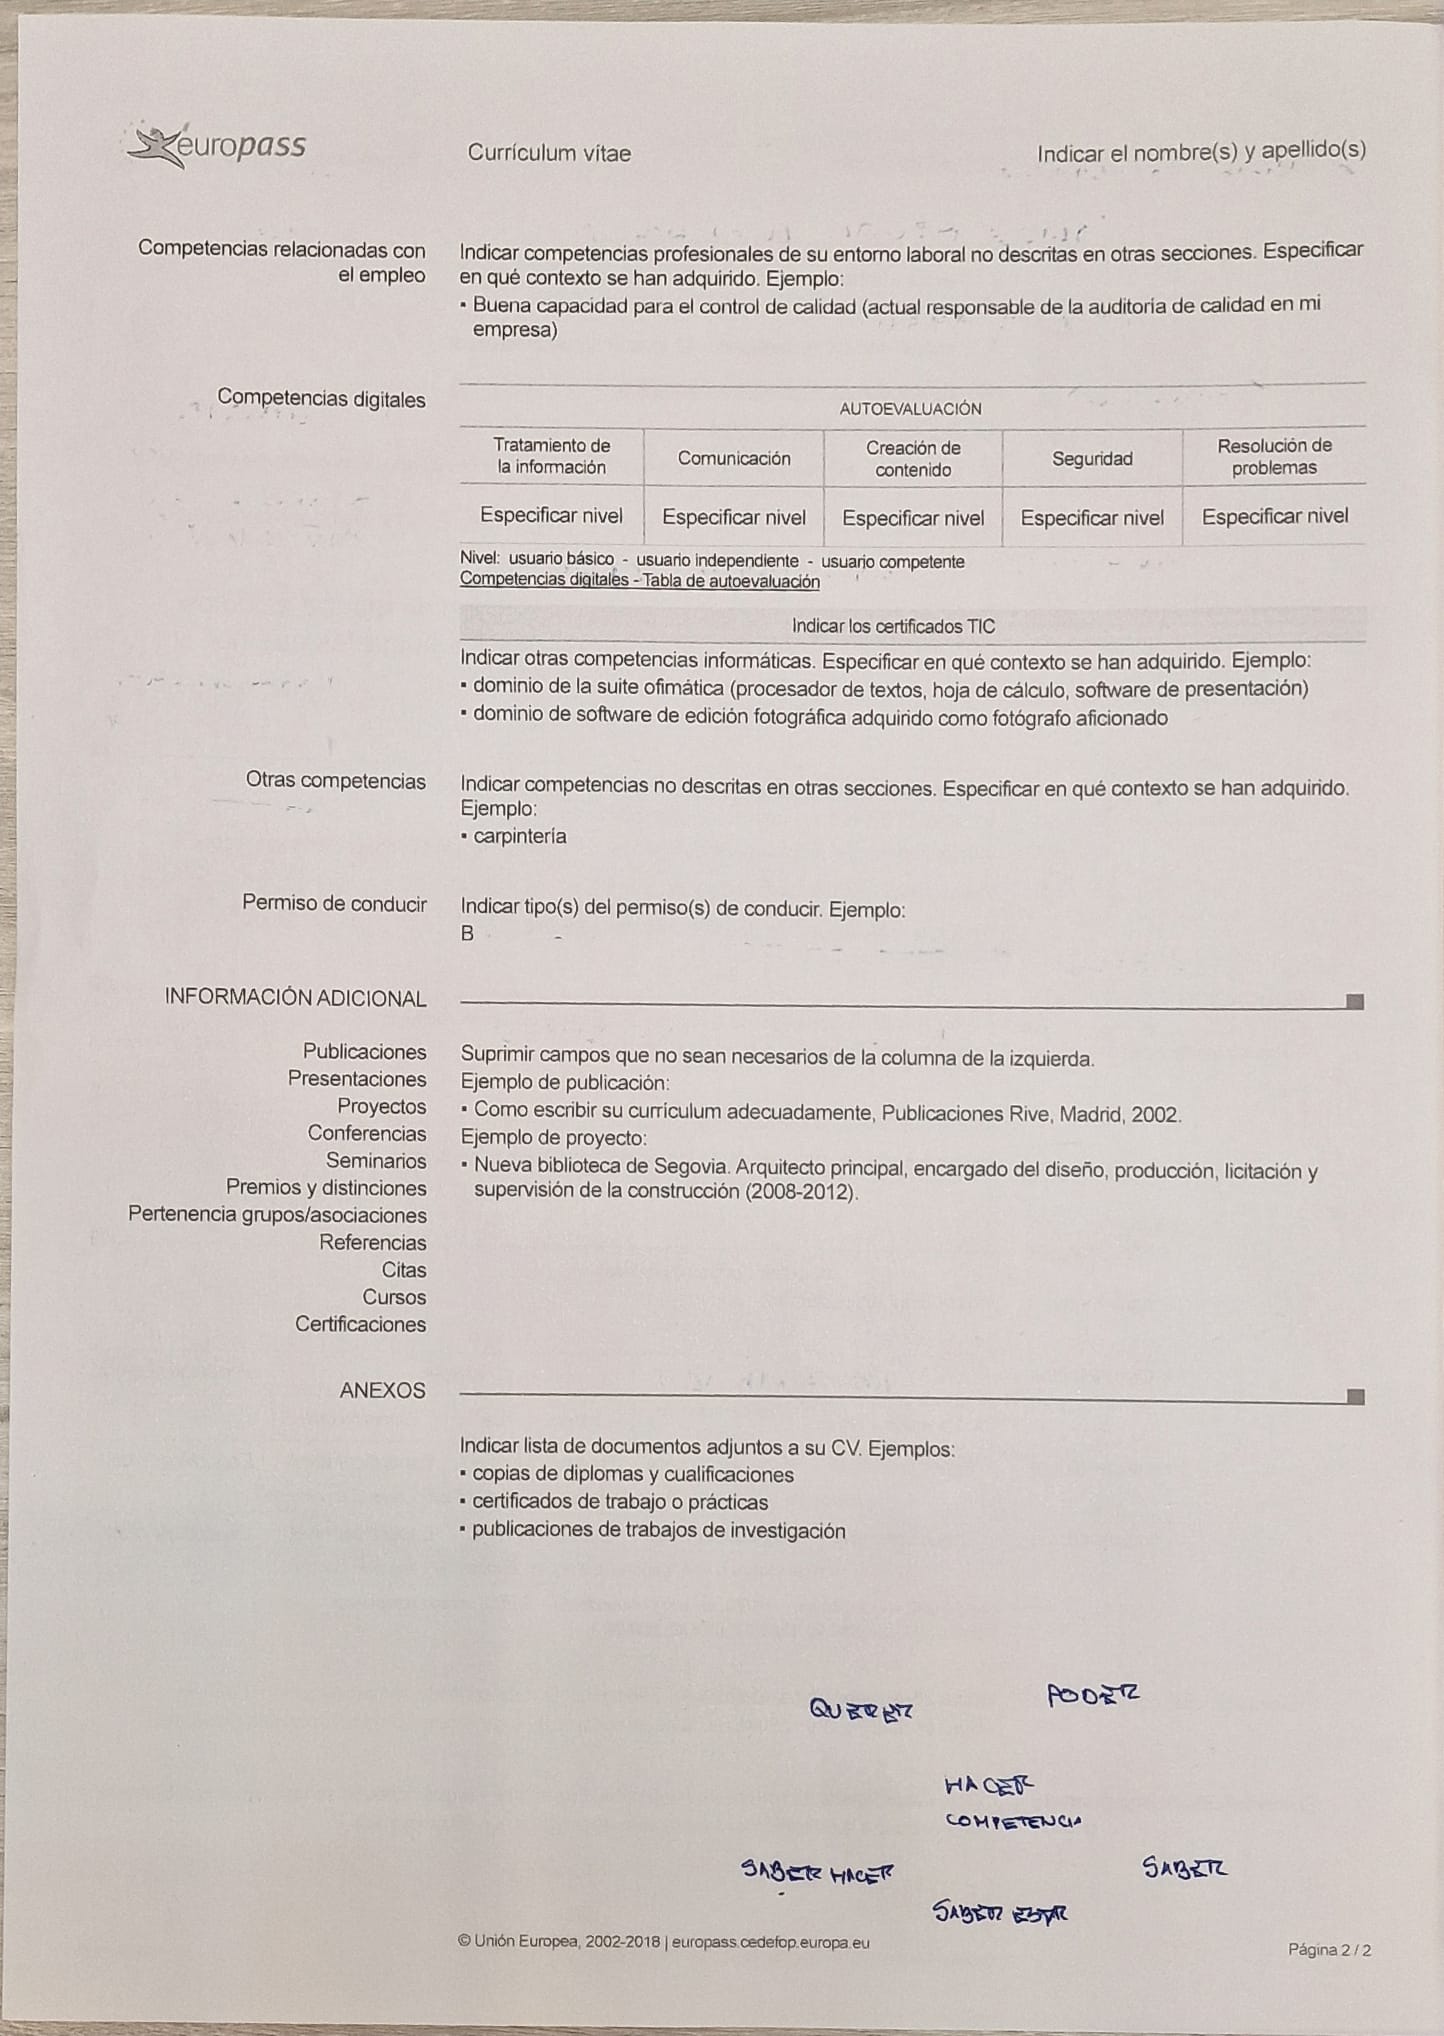 europass
Currículum vítae
Indicar el nombre(s) y apellido(s)
Competencias relacionadas con
el empleo
Indicar competencias profesionales de su entorno laboral no descritas en otras secciones. Especificar
en qué contexto se han adquirido. Ejemplo:
▪ Buena capacidad para el control de calidad (actual responsable de la auditoría de calidad en mi
empresa)
Competencias digitales
AUTOEVALUACIÓN
Tratamiento de
la información
Comunicación
Creación de
contenido
Seguridad
Resolución de
problemas
Especificar nivel
Especificar nivel
Especificar nivel
Especificar nivel
Especificar nivel
Nivel: usuario básico - usuario independiente - usuario competente
Competencias digitales - Tabla de autoevaluación
Indicar los certificados TIC
Indicar otras competencias informáticas. Especificar en qué contexto se han adquirido. Ejemplo:
▪ dominio de la suite ofimática (procesador de textos, hoja de cálculo, software de presentación)
▪ dominio de software de edición fotográfica adquirido como fotógrafo aficionado
Otras competencias
Indicar competencias no descritas en otras secciones. Especificar en qué contexto se han adquirido.
Ejemplo:
▪ carpintería
Permiso de conducir
Indicar tipo(s) del permiso(s) de conducir. Ejemplo:
B
INFORMACIÓN ADICIONAL
Publicaciones
Presentaciones
Proyectos
Conferencias
Seminarios
Premios y distinciones
Pertenencia grupos/asociaciones
Referencias
Citas
Cursos
Certificaciones
Suprimir campos que no sean necesarios de la columna de la izquierda.
Ejemplo de publicación:
▪ Como escribir su currículum adecuadamente, Publicaciones Rive, Madrid, 2002.
Ejemplo de proyecto:
▪ Nueva biblioteca de Segovia. Arquitecto principal, encargado del diseño, producción, licitación y
supervisión de la construcción (2008-2012).
ANEXOS
Indicar lista de documentos adjuntos a su CV. Ejemplos:
▪ copias de diplomas y cualificaciones
▪ certificados de trabajo o prácticas
▪ publicaciones de trabajos de investigación
QUERER
PODER
HACER
COMPETENCIA
SABER HACER
SABER
SABER ESTAR
© Unión Europea, 2002-2018 | europass.cedefop.europa.eu
Página 2 / 2